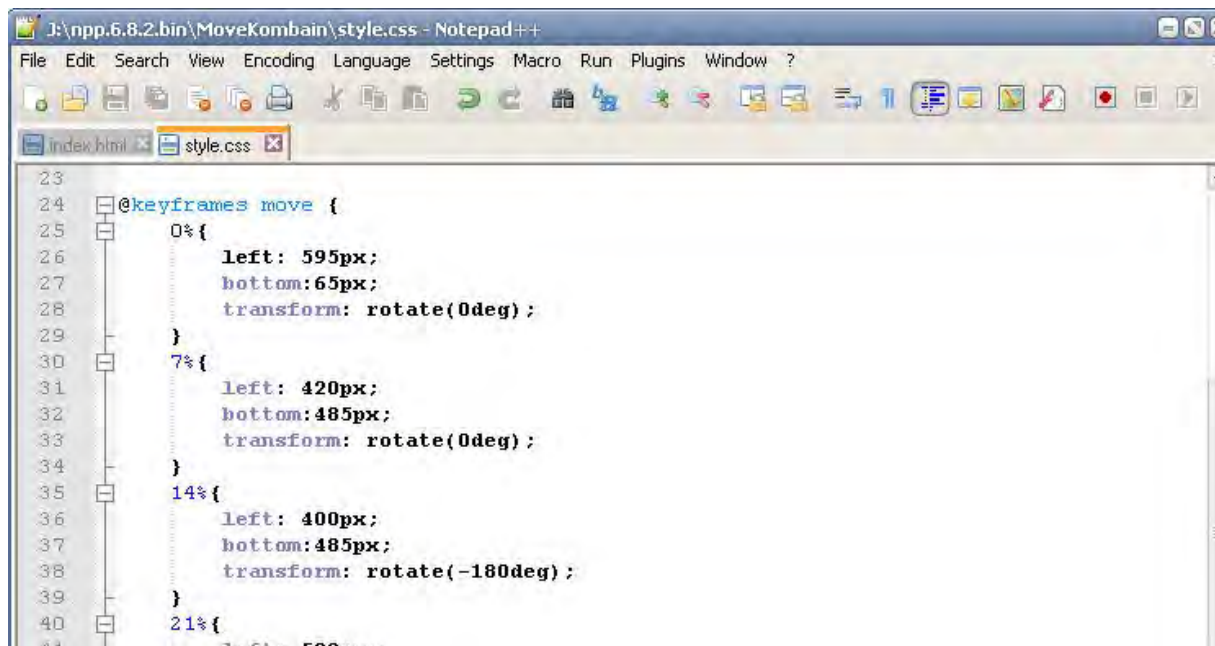 J:\npp.6.8.2.bin\MoveKombain\style.css - Notepad++
File Edit Search View Encoding Language Settings Macro Run Plugins Window ?
index.html style.css
23
24 @keyframes move {
25 0%{
26 left: 595px;
27 bottom:65px;
28 transform: rotate(0deg);
29 }
30 7%{
31 left: 420px;
32 bottom:485px;
33 transform: rotate(0deg);
34 }
35 14%{
36 left: 400px;
37 bottom:485px;
38 transform: rotate(-180deg);
39 }
40 21%{